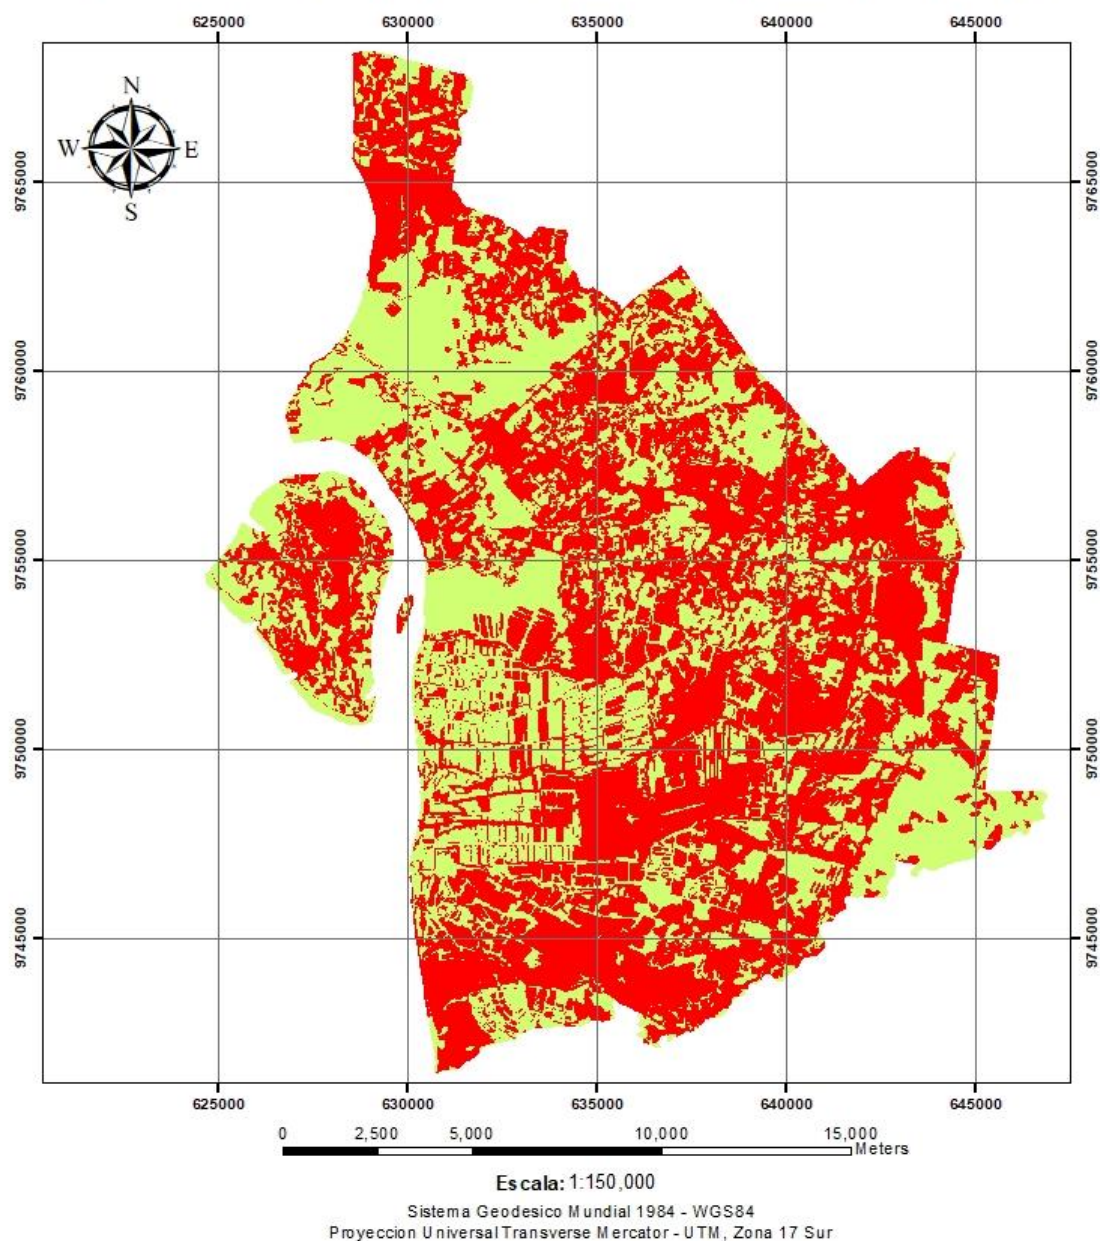 625000 630000 635000 640000 645000
N
W E
S
9765000 9765000
9760000 9760000
9755000 9755000
9750000 9750000
9745000 9745000
625000 630000 635000 640000 645000
0 2,500 5,000 10,000 15,000
Meters
Escala: 1:150,000
Sistema Geodesico Mundial 1984 - WGS84
Proyeccion Universal Transverse Mercator - UTM, Zona 17 Sur